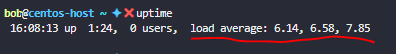 bob@centos-host ~ ✦ ✖ uptime
16:08:13 up 1:24, 0 users, load average: 6.14, 6.58, 7.85